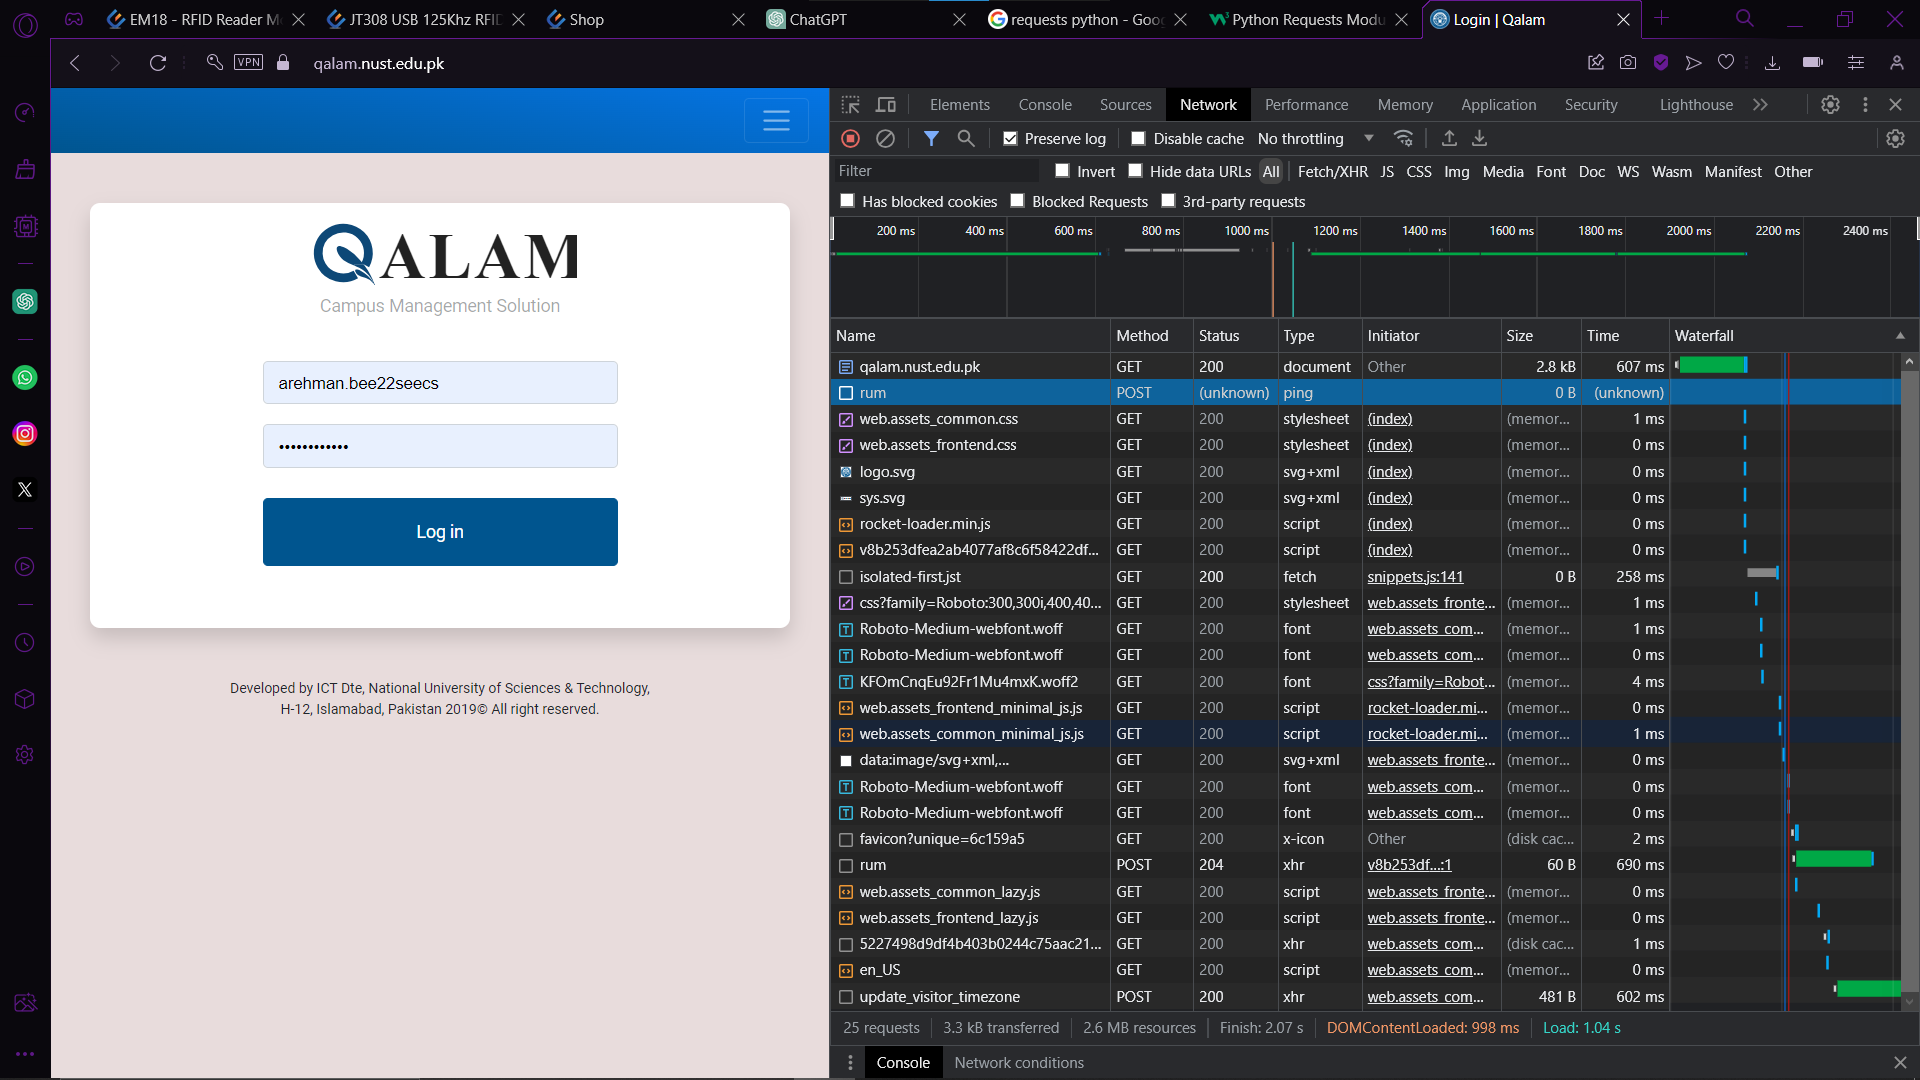 EM18 - RFID Reader M
JT308 USB 125Khz RFID
Shop
ChatGPT
requests python - Goo
Python Requests Modu
Login | Qalam
VPN
qalam.nust.edu.pk
QALAM
Campus Management Solution
arehman.bee22seecs
••••••••••••
Log in
Developed by ICT Dte, National University of Sciences & Technology,
H-12, Islamabad, Pakistan 2019© All right reserved.
Elements Console Sources Network Performance Memory Application Security Lighthouse
Preserve log Disable cache No throttling
Filter Invert Hide data URLs All Fetch/XHR JS CSS Img Media Font Doc WS Wasm Manifest Other
Has blocked cookies Blocked Requests 3rd-party requests
200 ms 400 ms 600 ms 800 ms 1000 ms 1200 ms 1400 ms 1600 ms 1800 ms 2000 ms 2200 ms 2400 ms
Name Method Status Type Initiator Size Time Waterfall
qalam.nust.edu.pk GET 200 document Other 2.8 kB 607 ms
rum POST (unknown) ping 0 B (unknown)
web.assets_common.css GET 200 stylesheet (index) (memor... 1 ms
web.assets_frontend.css GET 200 stylesheet (index) (memor... 0 ms
logo.svg GET 200 svg+xml (index) (memor... 0 ms
sys.svg GET 200 svg+xml (index) (memor... 0 ms
rocket-loader.min.js GET 200 script (index) (memor... 0 ms
v8b253dfea2ab4077af8c6f58422df... GET 200 script (index) (memor... 0 ms
isolated-first.jst GET 200 fetch snippets.js:141 0 B 258 ms
css?family=Roboto:300,300i,400,40... GET 200 stylesheet web.assets_fronte... (memor... 1 ms
Roboto-Medium-webfont.woff GET 200 font web.assets_com... (memor... 1 ms
Roboto-Medium-webfont.woff GET 200 font web.assets_com... (memor... 0 ms
KFOmCnqEu92Fr1Mu4mxK.woff2 GET 200 font css?family=Robot... (memor... 4 ms
web.assets_frontend_minimal_js.js GET 200 script rocket-loader.mi... (memor... 0 ms
web.assets_common_minimal_js.js GET 200 script rocket-loader.mi... (memor... 1 ms
data:image/svg+xml,... GET 200 svg+xml web.assets_fronte... (memor... 0 ms
Roboto-Medium-webfont.woff GET 200 font web.assets_com... (memor... 0 ms
Roboto-Medium-webfont.woff GET 200 font web.assets_com... (memor... 0 ms
favicon?unique=6c159a5 GET 200 x-icon Other (disk cac... 2 ms
rum POST 204 xhr v8b253df...:1 60 B 690 ms
web.assets_common_lazy.js GET 200 script web.assets_fronte... (memor... 0 ms
web.assets_frontend_lazy.js GET 200 script web.assets_fronte... (memor... 0 ms
5227498d9df4b403b0244c75aac21... GET 200 xhr web.assets_com... (disk cac... 1 ms
en_US GET 200 script web.assets_com... (memor... 0 ms
update_visitor_timezone POST 200 xhr web.assets_com... 481 B 602 ms
25 requests 3.3 kB transferred 2.6 MB resources Finish: 2.07 s DOMContentLoaded: 998 ms Load: 1.04 s
Console Network conditions